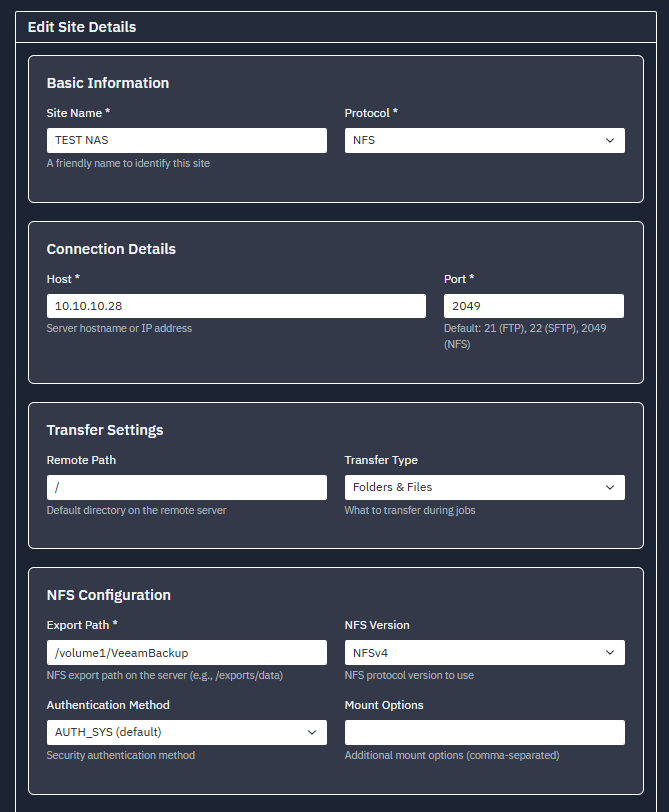 Edit Site Details
Basic Information
Site Name *
Protocol *
TEST NAS
NFS
A friendly name to identify this site
Connection Details
Host *
Port *
10.10.10.28
2049
Server hostname or IP address
Default: 21 (FTP), 22 (SFTP), 2049
(NFS)
Transfer Settings
Remote Path
Transfer Type
/
Folders & Files
Default directory on the remote server
What to transfer during jobs
NFS Configuration
Export Path *
NFS Version
/volume1/VeeamBackup
NFSv4
NFS export path on the server (e.g., /exports/data)
NFS protocol version to use
Authentication Method
Mount Options
AUTH_SYS (default)
Security authentication method
Additional mount options (comma-separated)